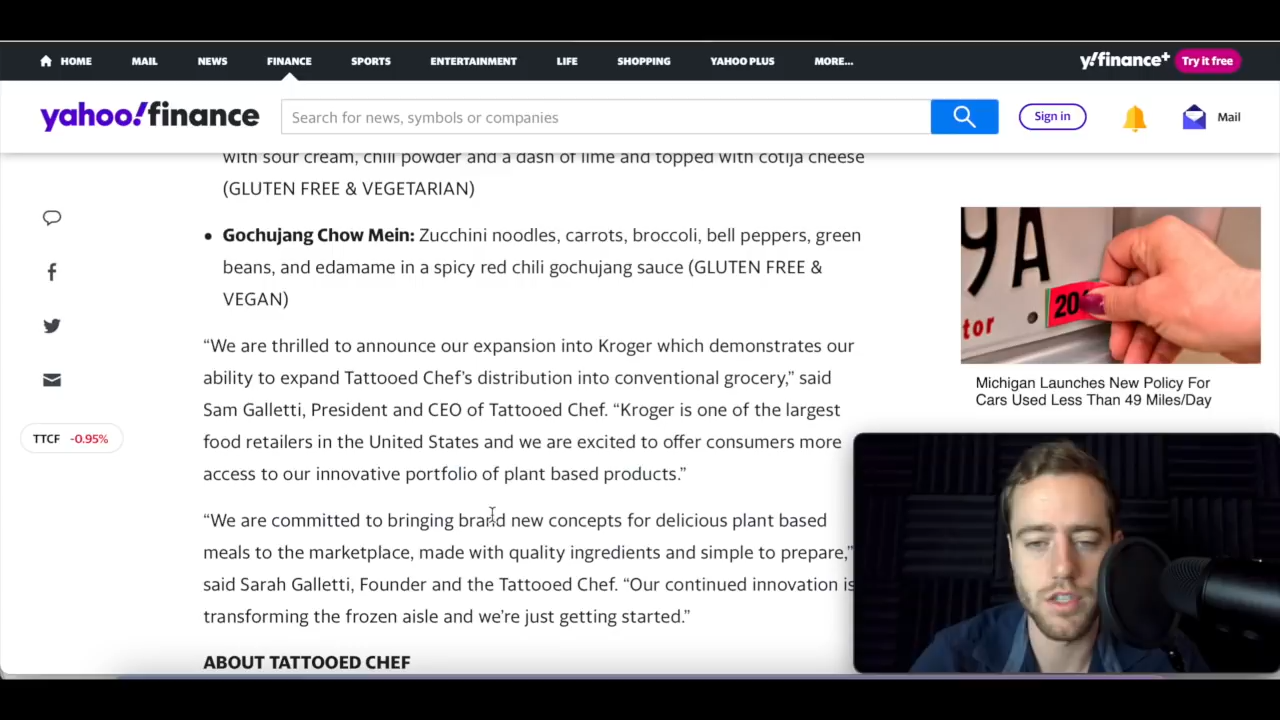 HOME MAIL NEWS FINANCE SPORTS ENTERTAINMENT LIFE SHOPPING YAHOO PLUS MORE... y!finance+ Try it free
yahoo!finance Search for news, symbols or companies Sign in Mail
with sour cream, chili powder and a dash of lime and topped with cotija cheese
(GLUTEN FREE & VEGETARIAN)
• Gochujang Chow Mein: Zucchini noodles, carrots, broccoli, bell peppers, green
beans, and edamame in a spicy red chili gochujang sauce (GLUTEN FREE &
VEGAN)
“We are thrilled to announce our expansion into Kroger which demonstrates our
ability to expand Tattooed Chef’s distribution into conventional grocery,” said
Sam Galletti, President and CEO of Tattooed Chef. “Kroger is one of the largest
food retailers in the United States and we are excited to offer consumers more
access to our innovative portfolio of plant based products.”
“We are committed to bringing brand new concepts for delicious plant based
meals to the marketplace, made with quality ingredients and simple to prepare,”
said Sarah Galletti, Founder and the Tattooed Chef. “Our continued innovation is
transforming the frozen aisle and we’re just getting started.”
ABOUT TATTOOED CHEF
TTCF -0.95%
9A
20
tor
Michigan Launches New Policy For
Cars Used Less Than 49 Miles/Day